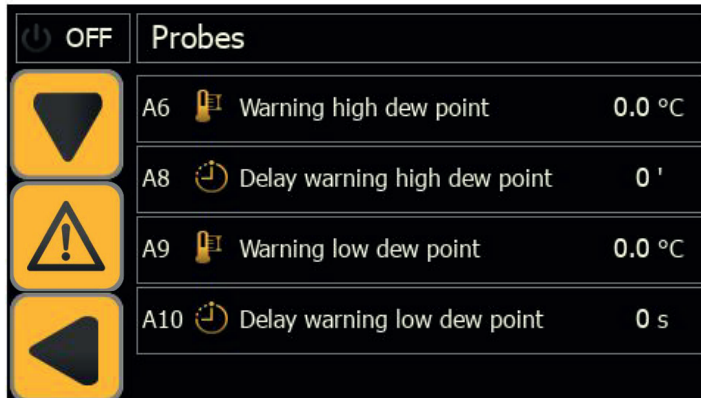 OFF Probes
A6 Warning high dew point 0.0 °C
A8 Delay warning high dew point 0 '
A9 Warning low dew point 0.0 °C
A10 Delay warning low dew point 0 s